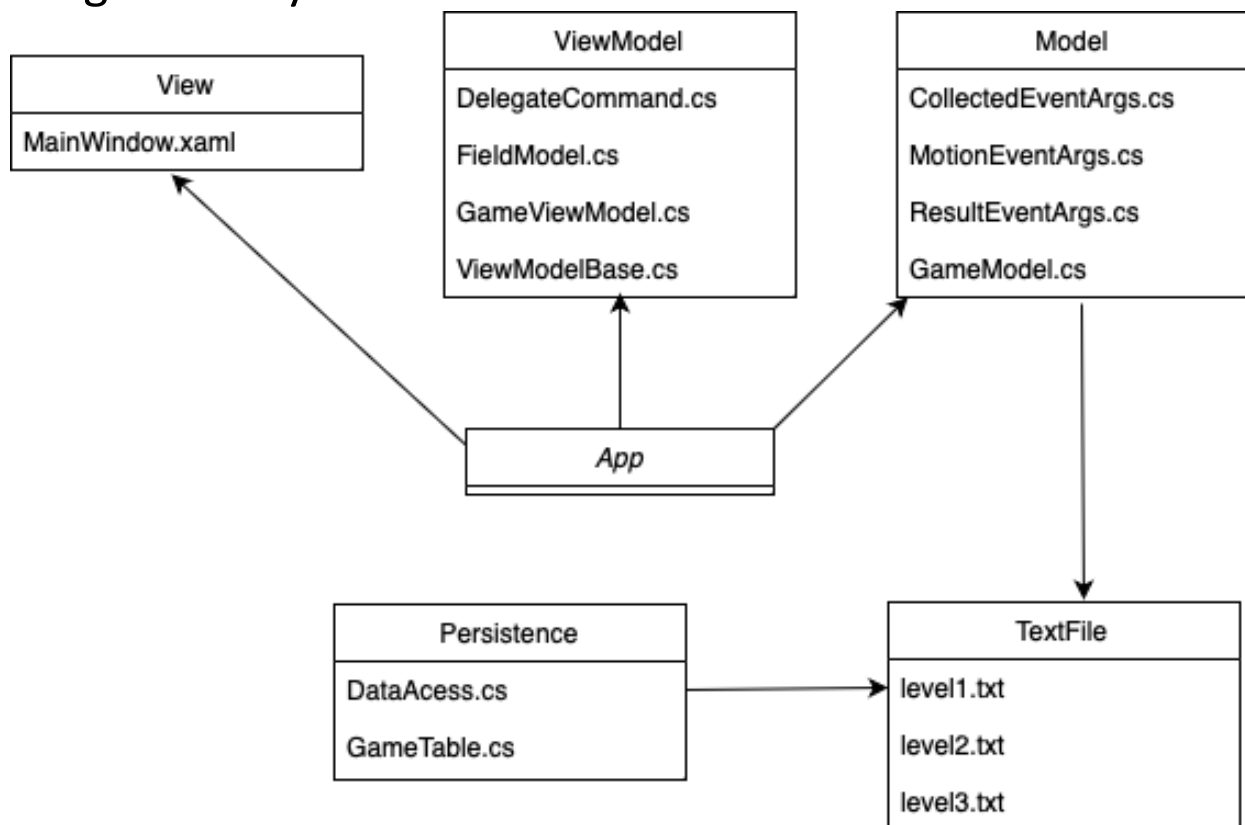 View
MainWindow.xaml
ViewModel
DelegateCommand.cs
FieldModel.cs
GameViewModel.cs
ViewModelBase.cs
Model
CollectedEventArgs.cs
MotionEventArgs.cs
ResultEventArgs.cs
GameModel.cs
App
Persistence
DataAcess.cs
GameTable.cs
TextFile
level1.txt
level2.txt
level3.txt